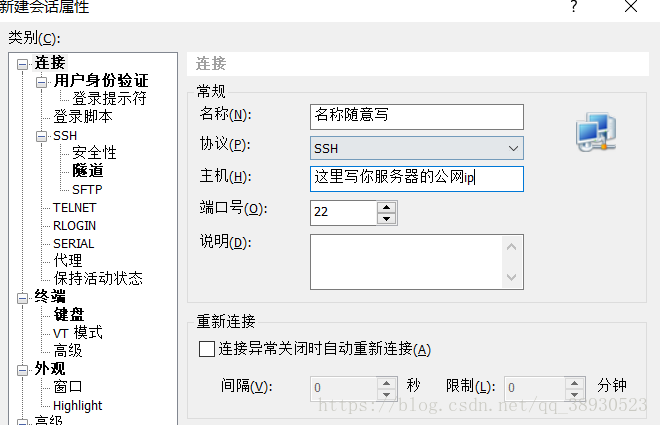 新建会话属性 ?
类别(C):
连接
用户身份验证
登录提示符
登录脚本
SSH
安全性
隧道
SFTP
TELNET
RLOGIN
SERIAL
代理
保持活动状态
终端
键盘
VT 模式
高级
外观
窗口
Highlight
高级
连接
常规
名称(N): 名称随意写
协议(P): SSH
主机(H): 这里写你服务器的公网ip
端口号(O): 22
说明(D):
重新连接
连接异常关闭时自动重新连接(A)
间隔(V): 0 秒 限制(L): 0 分钟
https://blog.csdn.net/qq_38930523